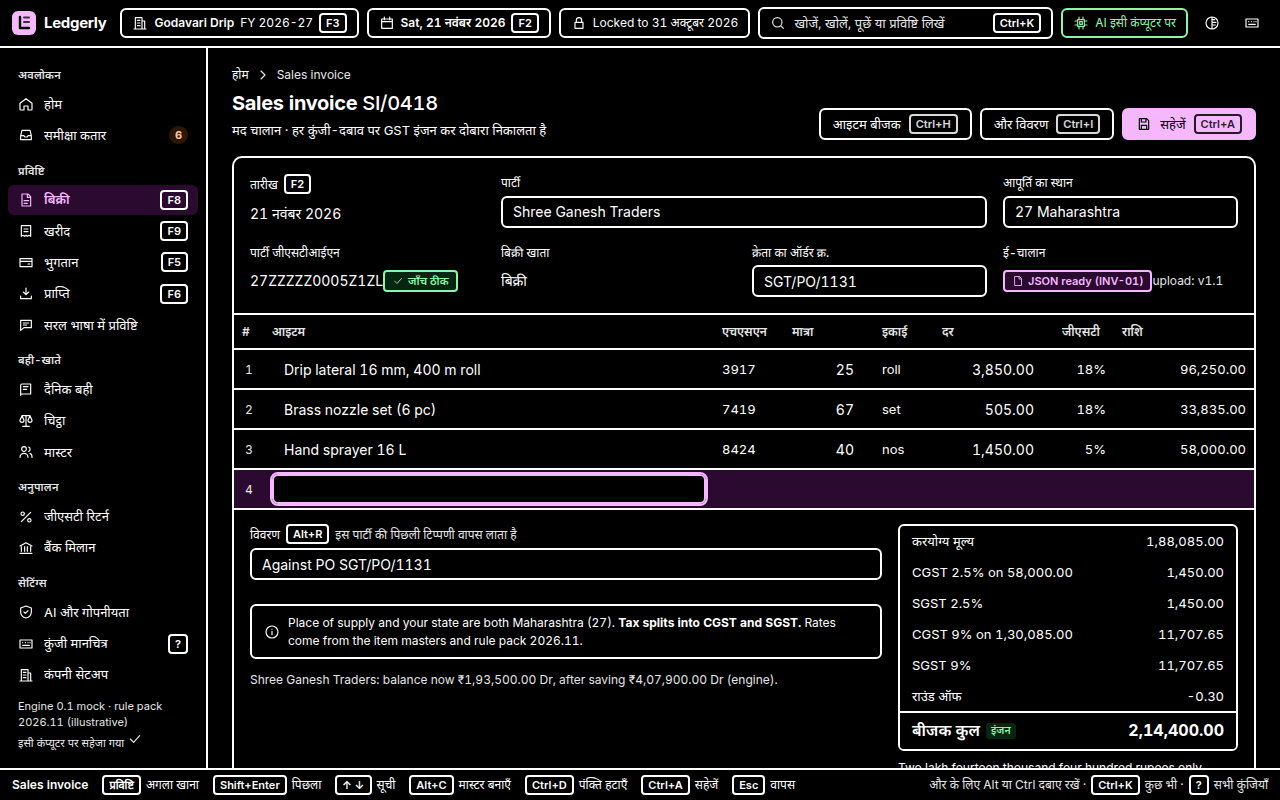 Ledgerly
Godavari Drip FY 2026-27 F3
Sat, 21 नवंबर 2026 F2
Locked to 31 अक्टूबर 2026
खोजें, खोलें, पूछें या प्रविष्टि लिखें Ctrl+K
AI इसी कंप्यूटर पर
अवलोकन
होम
समीक्षा कतार 6
प्रविष्टि
बिक्री F8
खरीद F9
भुगतान F5
प्राप्ति F6
सरल भाषा में प्रविष्टि
बही-खाते
दैनिक बही
चिट्ठा
मास्टर
अनुपालन
जीएसटी रिटर्न
बैंक मिलान
सेटिंग्स
AI और गोपनीयता
कुंजी मानचित्र ?
कंपनी सेटअप
Engine 0.1 mock · rule pack
2026.11 (illustrative)
इसी कंप्यूटर पर सहेजा गया
होम Sales invoice
Sales invoice SI/0418
मद चालान · हर कुंजी-दबाव पर GST इंजन कर दोबारा निकालता है
आइटम बीजक Ctrl+H
और विवरण Ctrl+I
सहेजें Ctrl+A
तारीख F2
21 नवंबर 2026
पार्टी
Shree Ganesh Traders
आपूर्ति का स्थान
27 Maharashtra
पार्टी जीएसटीआईएन
27ZZZZZ0005Z1ZL जाँच ठीक
बिक्री खाता
बिक्री
क्रेता का ऑर्डर क्र.
SGT/PO/1131
ई-चालान
JSON ready (INV-01) upload: v1.1
# आइटम एचएसएन मात्रा इकाई दर जीएसटी राशि
1 Drip lateral 16 mm, 400 m roll 3917 25 roll 3,850.00 18% 96,250.00
2 Brass nozzle set (6 pc) 7419 67 set 505.00 18% 33,835.00
3 Hand sprayer 16 L 8424 40 nos 1,450.00 5% 58,000.00
4
विवरण Alt+R इस पार्टी की पिछली टिप्पणी वापस लाता है
Against PO SGT/PO/1131
Place of supply and your state are both Maharashtra (27). Tax splits into CGST and SGST. Rates
come from the item masters and rule pack 2026.11.
Shree Ganesh Traders: balance now ₹1,93,500.00 Dr, after saving ₹4,07,900.00 Dr (engine).
करयोग्य मूल्य 1,88,085.00
CGST 2.5% on 58,000.00 1,450.00
SGST 2.5% 1,450.00
CGST 9% on 1,30,085.00 11,707.65
SGST 9% 11,707.65
राउंड ऑफ -0.30
बीजक कुल इंजन 2,14,400.00
Two lakh fourteen thousand four hundred rupees only
Sales invoice प्रविष्टि अगला खाना Shift+Enter पिछला ↑↓ सूची Alt+C मास्टर बनाएँ Ctrl+D पंक्ति हटाएँ Ctrl+A सहेजें Esc वापस
और के लिए Alt या Ctrl दबाए रखें · Ctrl+K कुछ भी · ? सभी कुंजियाँ